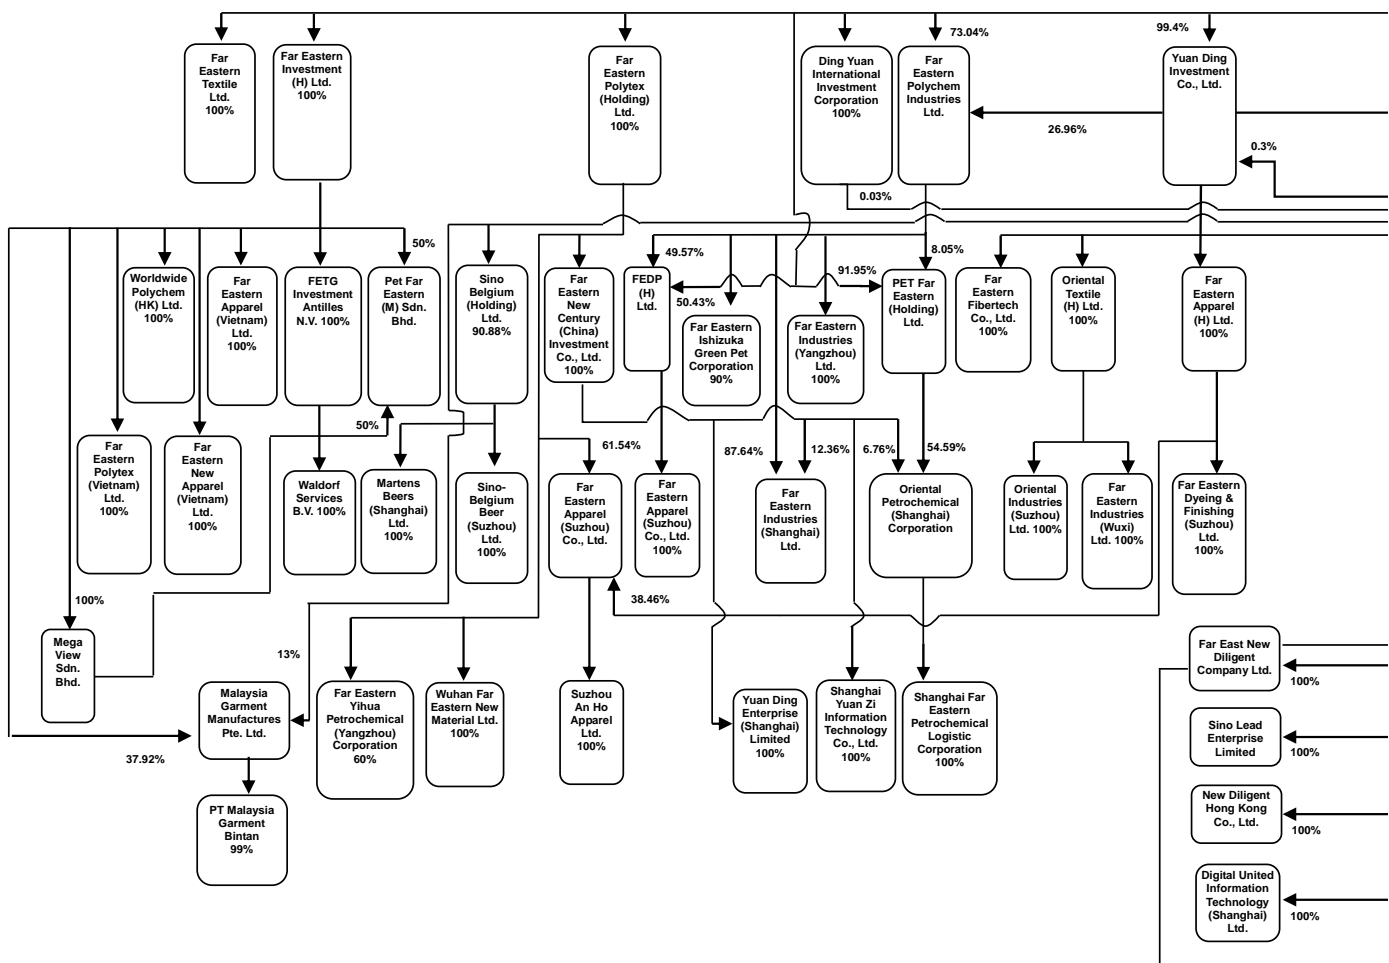 73.04%
99.4%
Far
Eastern
Textile
Ltd.
100%
Far Eastern
Investment
(H) Ltd.
100%
Far
Eastern
Polytex
(Holding)
Ltd.
100%
Ding Yuan
International
Investment
Corporation
100%
Far
Eastern
Polychem
Industries
Ltd.
Yuan Ding
Investment
Co., Ltd.
26.96%
0.3%
0.03%
50%
49.57%
8.05%
91.95%
50.43%
Worldwide
Polychem
(HK) Ltd.
100%
Far
Eastern
Apparel
(Vietnam)
Ltd.
100%
FETG
Investment
Antilles
N.V. 100%
Pet Far
Eastern
(M) Sdn.
Bhd.
Sino
Belgium
(Holding)
Ltd.
90.88%
Far
Eastern
New
Century
(China)
Investment
Co., Ltd.
100%
FEDP
(H)
Ltd.
Far Eastern
Ishizuka
Green Pet
Corporation
90%
Far Eastern
Industries
(Yangzhou)
Ltd.
100%
PET Far
Eastern
(Holding)
Ltd.
Far
Eastern
Fibertech
Co., Ltd.
100%
Oriental
Textile
(H) Ltd.
100%
Far
Eastern
Apparel
(H) Ltd.
100%
50%
61.54%
87.64%
12.36%
6.76%
54.59%
Far
Eastern
Polytex
(Vietnam)
Ltd.
100%
Far
Eastern
New
Apparel
(Vietnam)
Ltd.
100%
Waldorf
Services
B.V. 100%
Martens
Beers
(Shanghai)
Ltd.
100%
Sino-
Belgium
Beer
(Suzhou)
Ltd.
100%
Far
Eastern
Apparel
(Suzhou)
Co., Ltd.
Far
Eastern
Apparel
(Suzhou)
Co., Ltd.
100%
Far
Eastern
Industries
(Shanghai)
Ltd.
Oriental
Petrochemical
(Shanghai)
Corporation
Oriental
Industries
(Suzhou)
Ltd. 100%
Far
Eastern
Industries
(Wuxi)
Ltd. 100%
Far Eastern
Dyeing &
Finishing
(Suzhou)
Ltd.
100%
100%
38.46%
13%
37.92%
Mega
View
Sdn.
Bhd.
Malaysia
Garment
Manufactures
Pte. Ltd.
Far Eastern
Yihua
Petrochemical
(Yangzhou)
Corporation
60%
Wuhan Far
Eastern New
Material Ltd.
100%
Suzhou
An Ho
Apparel
Ltd.
100%
Yuan Ding
Enterprise
(Shanghai)
Limited
100%
Shanghai
Yuan Zi
Information
Technology
Co., Ltd.
100%
Shanghai Far
Eastern
Petrochemical
Logistic
Corporation
100%
Far East New
Diligent
Company Ltd.
100%
Sino Lead
Enterprise
Limited
100%
PT Malaysia
Garment
Bintan
99%
New Diligent
Hong Kong
Co., Ltd.
100%
Digital United
Information
Technology
(Shanghai)
Ltd.
100%